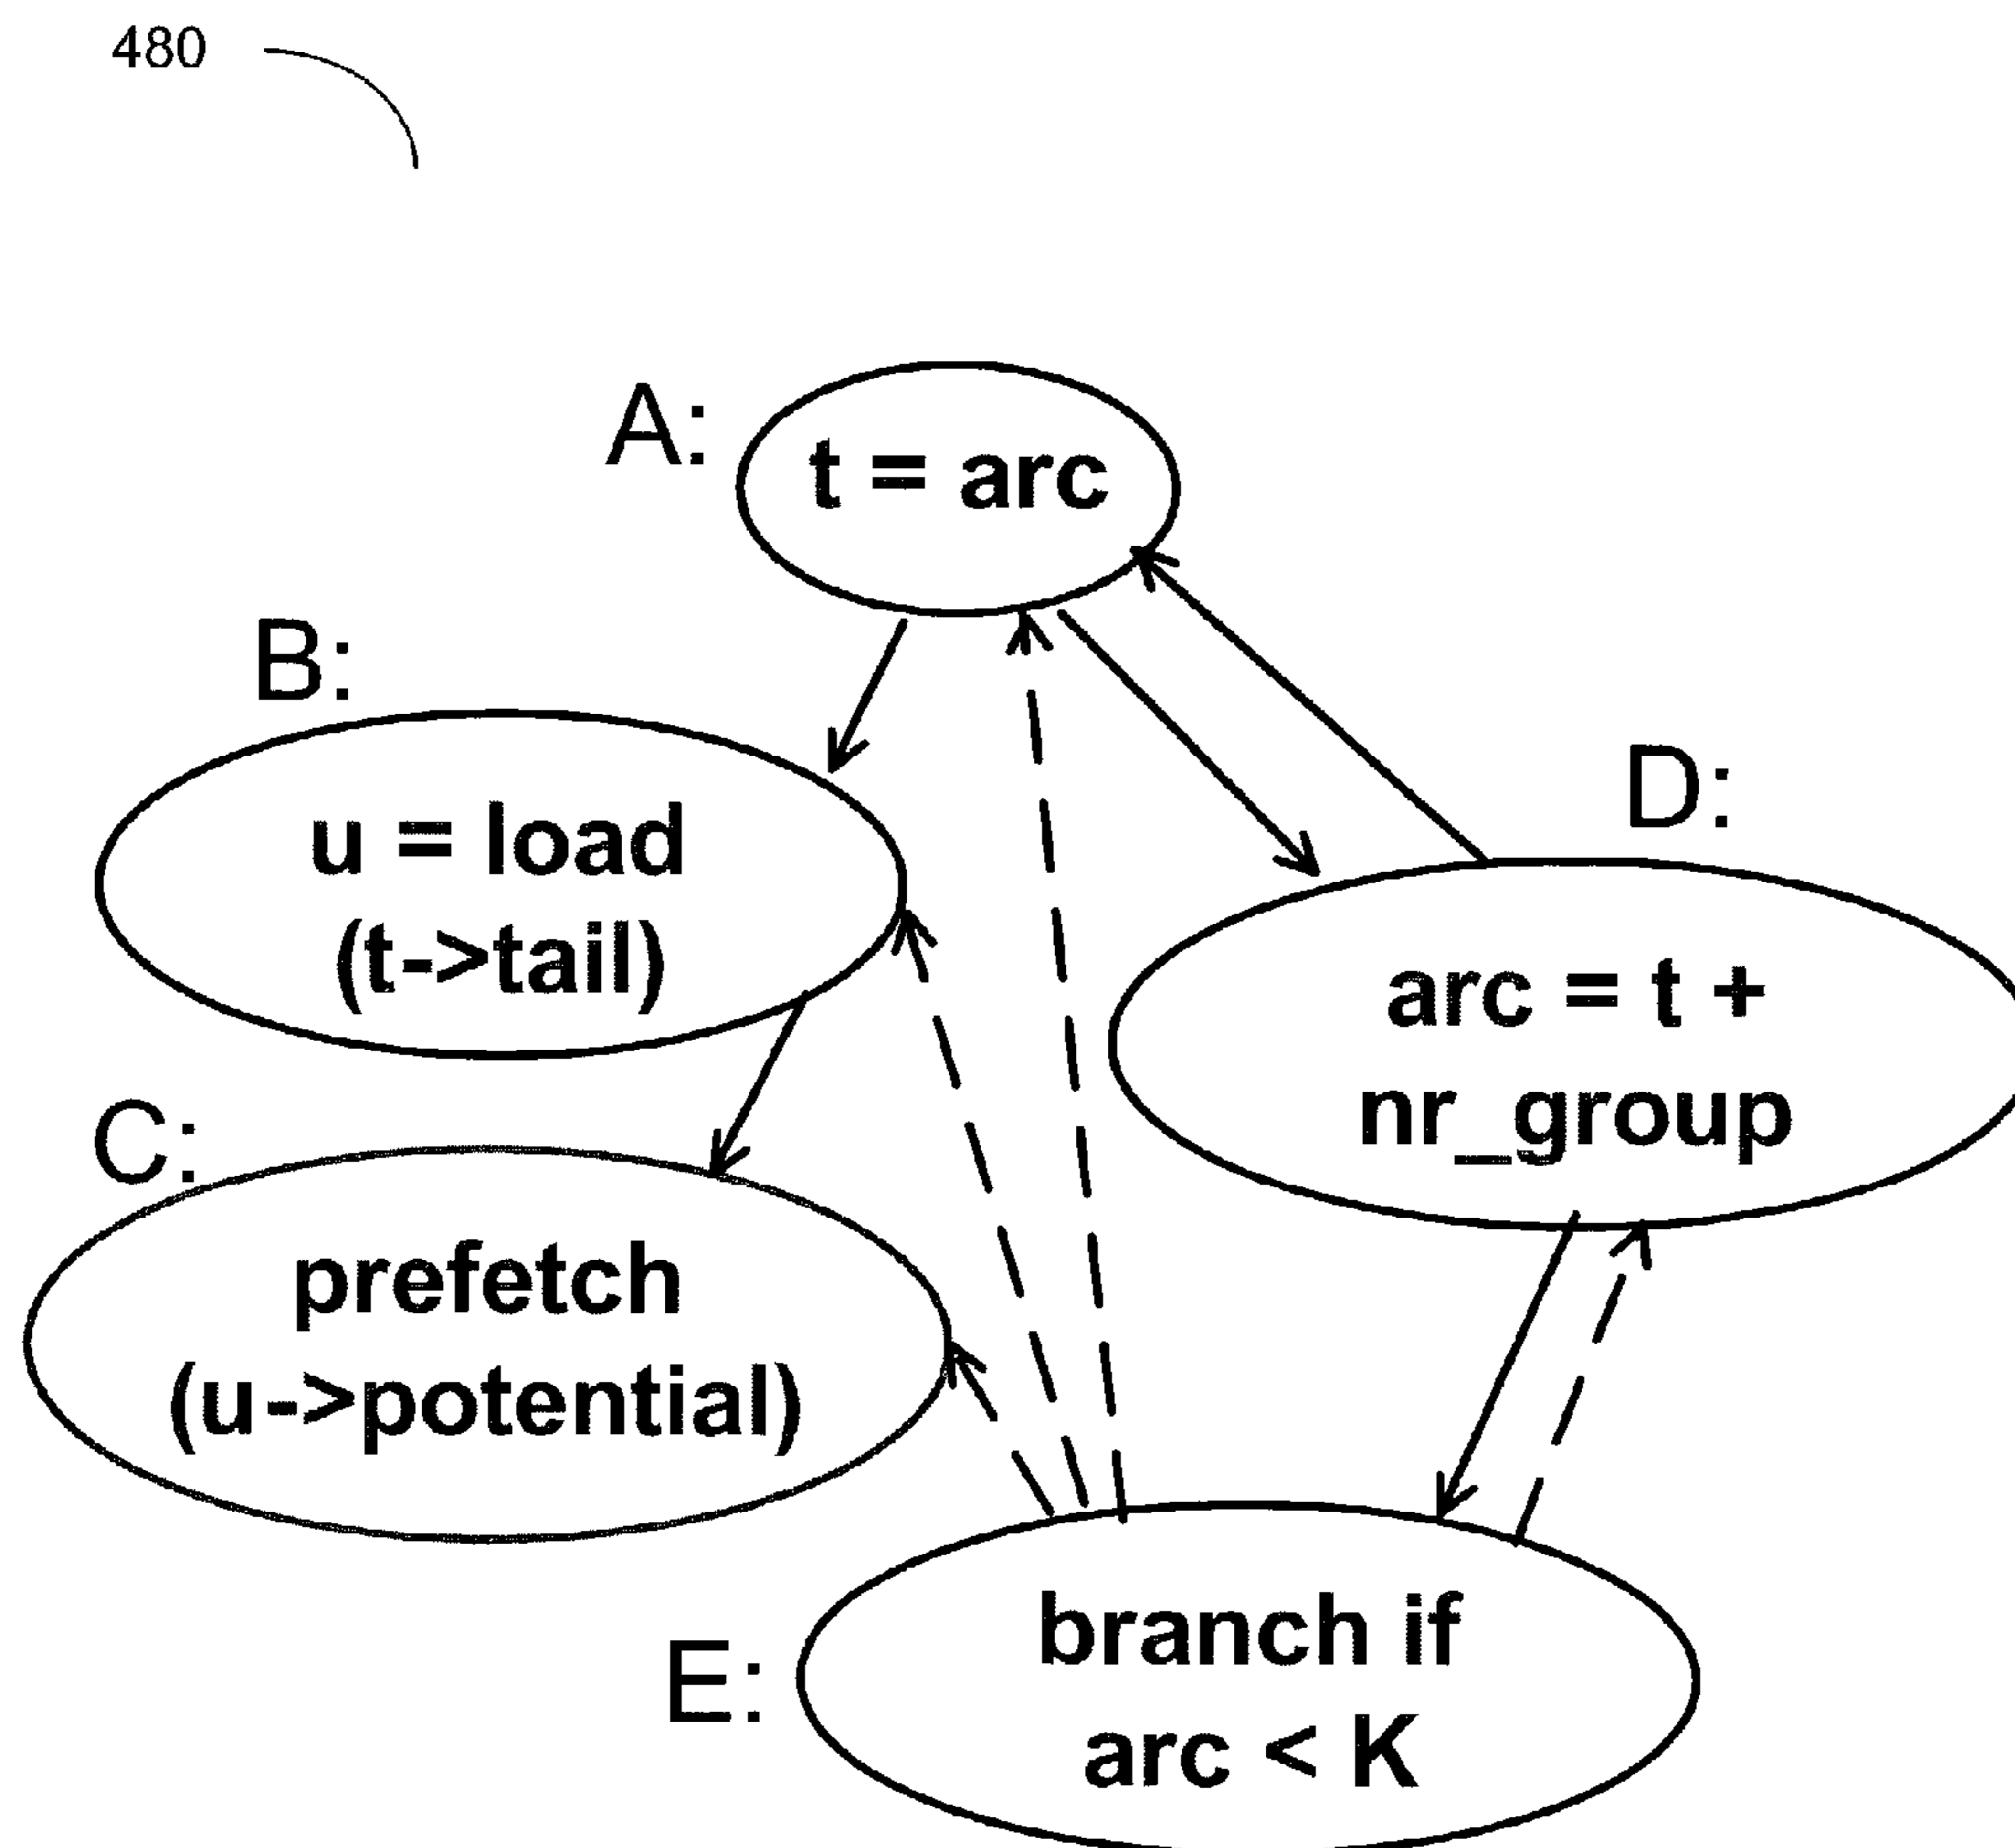 480
A:
t = arc
B:
u = load
(t->tail)
D:
arc = t +
nr_group
C:
prefetch
(u->potential)
E:
branch if
arc < K